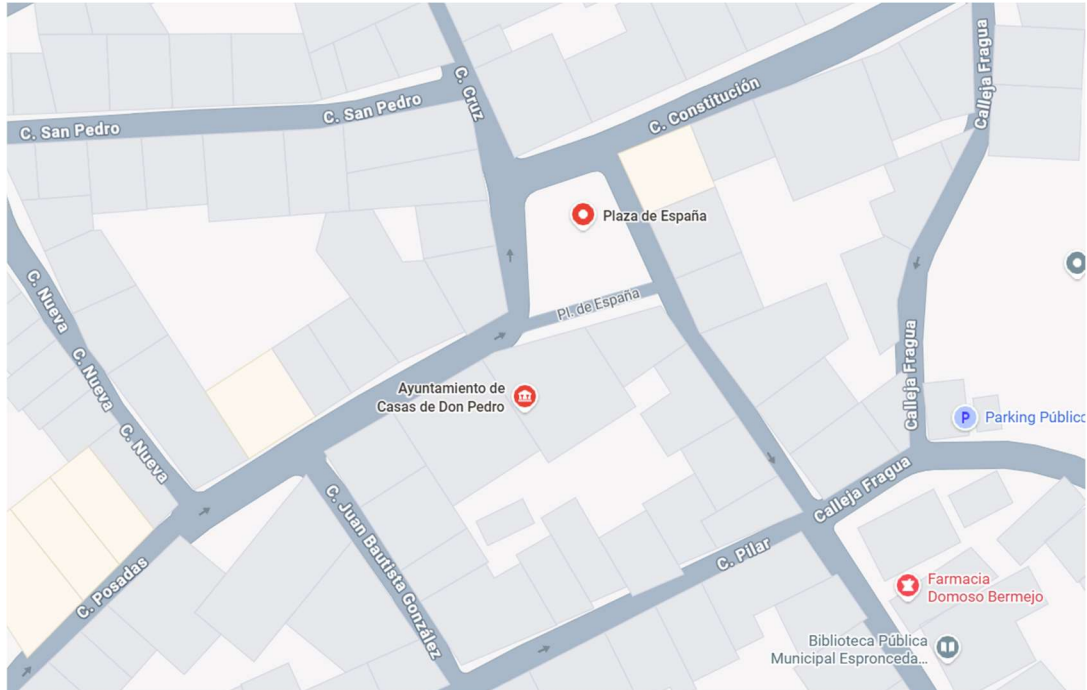 C. Cruz
C. San Pedro
C. San Pedro
C. Constitución
Calleja Fragua
Plaza de España
Pl. de España
C. Nueva
C. Nueva
C. Nueva
Ayuntamiento de
Casas de Don Pedro
Calleja Fragua
P
Parking Público
Calleja Fragua
C. Juan Bautista González
C. Posadas
C. Pilar
Farmacia
Domoso Bermejo
Biblioteca Pública
Municipal Espronceda...